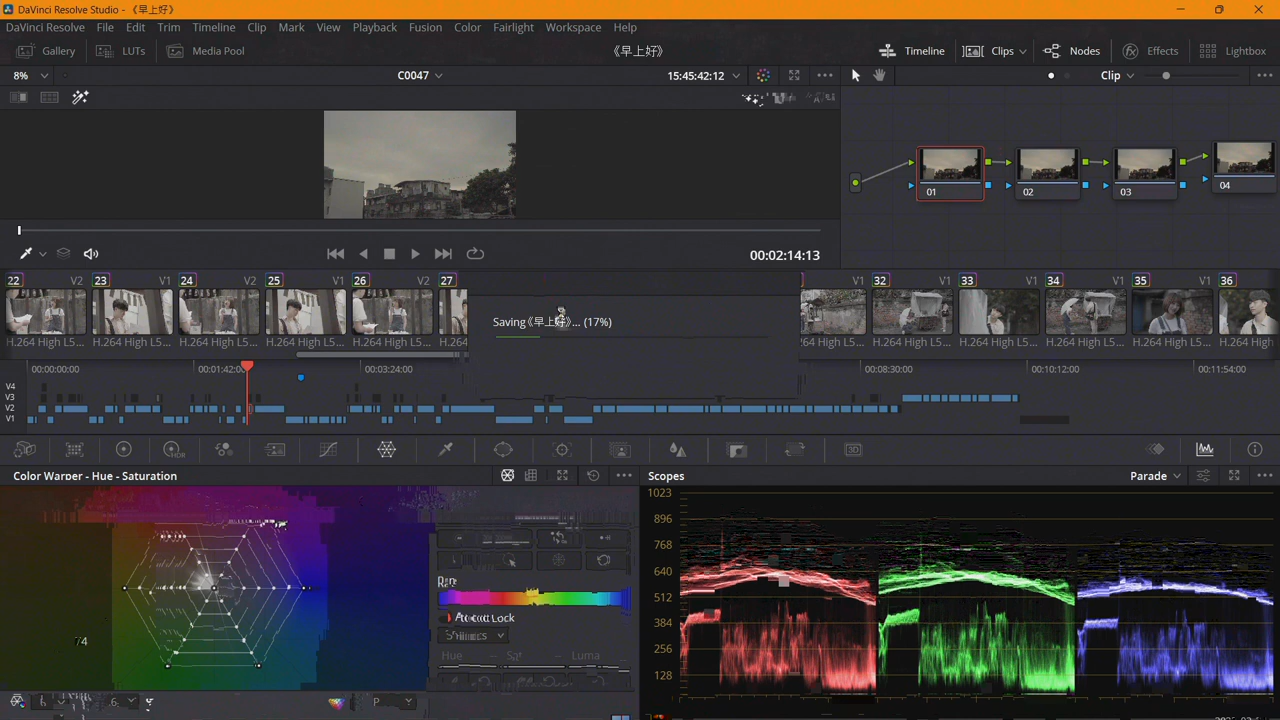 DaVinci Resolve Studio - 《早上好》
DaVinci Resolve File Edit Trim Timeline Clip Mark View Playback Fusion Color Fairlight Workspace Help
Gallery LUTs Media Pool 《早上好》 Timeline Clips Nodes Effects Lightbox
8% C0047 15:45:42:12 Clip
01 02 03 04
00:02:14:13
22 V2 23 V1 24 V2 25 V1 26 V2 27 V1 32 V2 33 V1 34 V1 35 V1 36
H.264 High L5... H.264 High L5... H.264 High L5... H.264 High L5... H.264 High L5... H.264 High L5... H.264 High L5... H.264 High L5... H.264 High L5... H.264 High L5...
Saving《早上好》... (17%)
00:00:00:00 00:01:42:00 00:03:24:00 00:08:30:00 00:10:12:00 00:11:54:00
V4
V3
V2
V1
HDR
3D
Color Warper - Hue - Saturation
Scopes Parade
1023
896
768
640
512
384
256
128
Lock
Hue Sat Luma